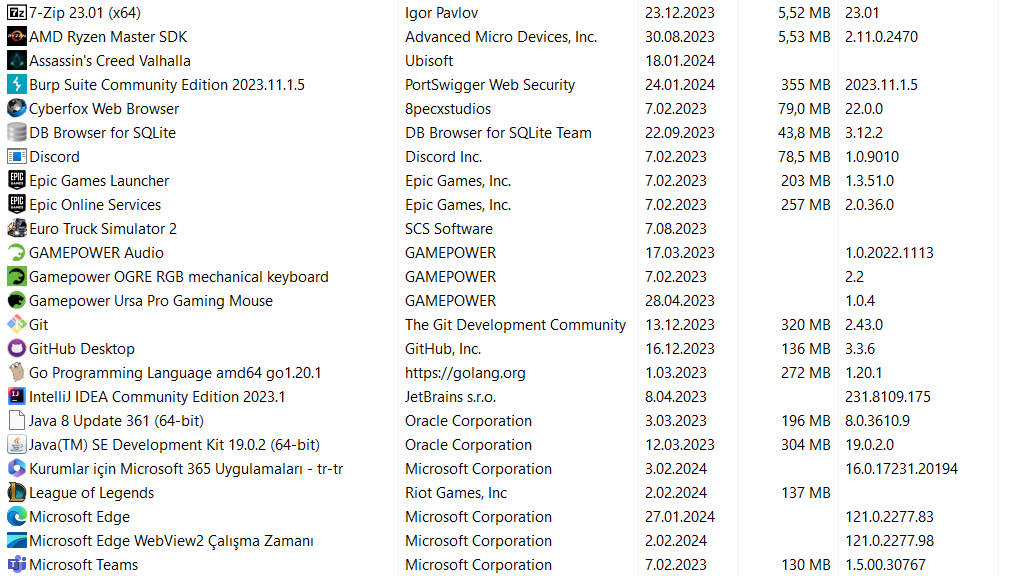 7-Zip 23.01 (x64) Igor Pavlov 23.12.2023 5,52 MB 23.01
AMD Ryzen Master SDK Advanced Micro Devices, Inc. 30.08.2023 5,53 MB 2.11.0.2470
Assassin's Creed Valhalla Ubisoft 18.01.2024
Burp Suite Community Edition 2023.11.1.5 PortSwigger Web Security 24.01.2024 355 MB 2023.11.1.5
Cyberfox Web Browser 8pecxstudios 7.02.2023 79,0 MB 22.0.0
DB Browser for SQLite DB Browser for SQLite Team 22.09.2023 43,8 MB 3.12.2
Discord Discord Inc. 7.02.2023 78,5 MB 1.0.9010
Epic Games Launcher Epic Games, Inc. 7.02.2023 203 MB 1.3.51.0
Epic Online Services Epic Games, Inc. 7.02.2023 257 MB 2.0.36.0
Euro Truck Simulator 2 SCS Software 7.08.2023
GAMEPOWER Audio GAMEPOWER 17.03.2023 1.0.2022.1113
Gamepower OGRE RGB mechanical keyboard GAMEPOWER 7.02.2023 2.2
Gamepower Ursa Pro Gaming Mouse GAMEPOWER 28.04.2023 1.0.4
Git The Git Development Community 13.12.2023 320 MB 2.43.0
GitHub Desktop GitHub, Inc. 16.12.2023 136 MB 3.3.6
Go Programming Language amd64 go1.20.1 https://golang.org 1.03.2023 272 MB 1.20.1
IntelliJ IDEA Community Edition 2023.1 JetBrains s.r.o. 8.04.2023 231.8109.175
Java 8 Update 361 (64-bit) Oracle Corporation 3.03.2023 196 MB 8.0.3610.9
Java(TM) SE Development Kit 19.0.2 (64-bit) Oracle Corporation 12.03.2023 304 MB 19.0.2.0
Kurumlar için Microsoft 365 Uygulamaları - tr-tr Microsoft Corporation 3.02.2024 16.0.17231.20194
League of Legends Riot Games, Inc 2.02.2024 137 MB
Microsoft Edge Microsoft Corporation 27.01.2024 121.0.2277.83
Microsoft Edge WebView2 Çalışma Zamanı Microsoft Corporation 2.02.2024 121.0.2277.98
Microsoft Teams Microsoft Corporation 7.02.2023 130 MB 1.5.00.30767